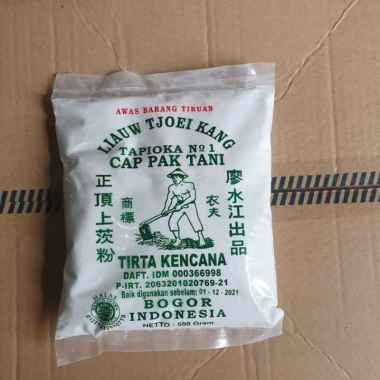 AWAS BARANG TIRUAN
LIAUW TJOEI KANG
TAPIOKA № 1
CAP PAK TANI
正頂上茨粉
商標
農夫
廖水江出品
TIRTA KENCANA
DAFT. IDM 000366998
P-IRT. 2063201020769-21
Baik digunakan sebelum: 01 - 12 - 2021
BOGOR
INDONESIA
NETTO : 500 Gram